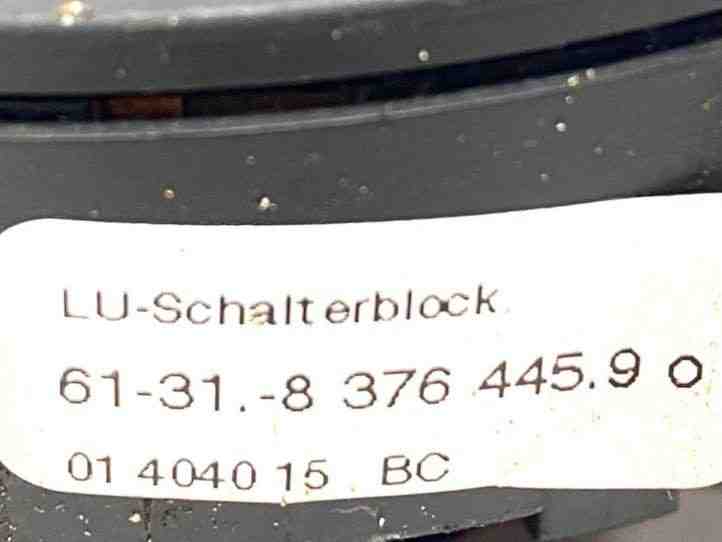 LU-Schalterblock
61-31.-8 376 445.9 O
01 4040 15 BC